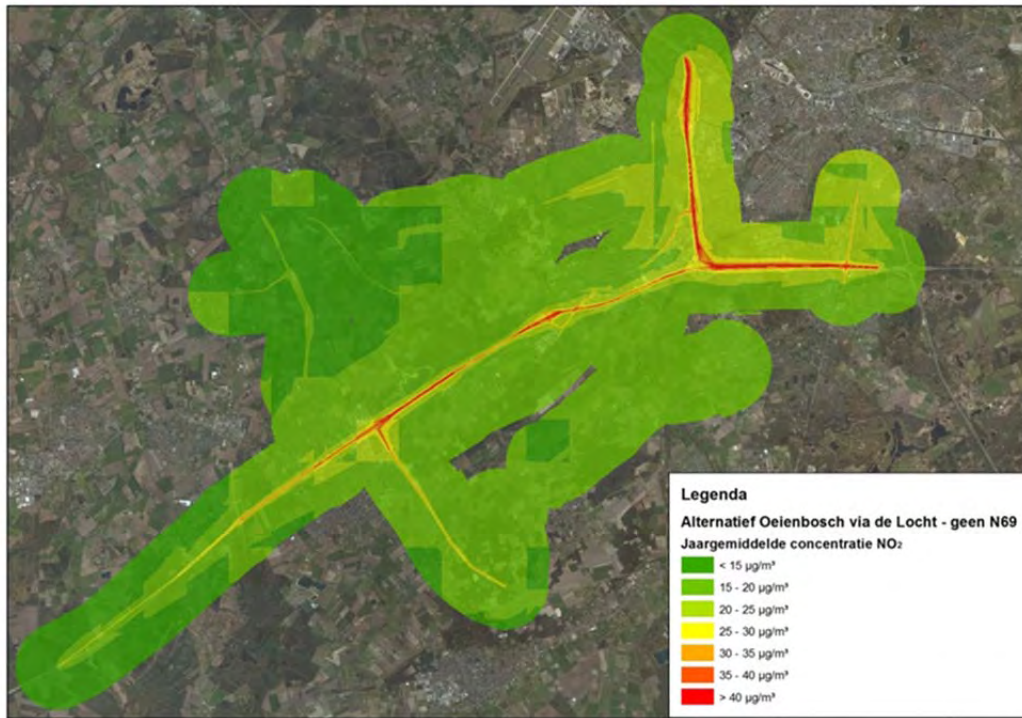 Legenda
Alternatief Oeienbosch via de Locht - geen N69
Jaargemiddelde concentratie NO₂
< 15 µg/m³
15 - 20 µg/m³
20 - 25 µg/m³
25 - 30 µg/m³
30 - 35 µg/m³
35 - 40 µg/m³
> 40 µg/m³